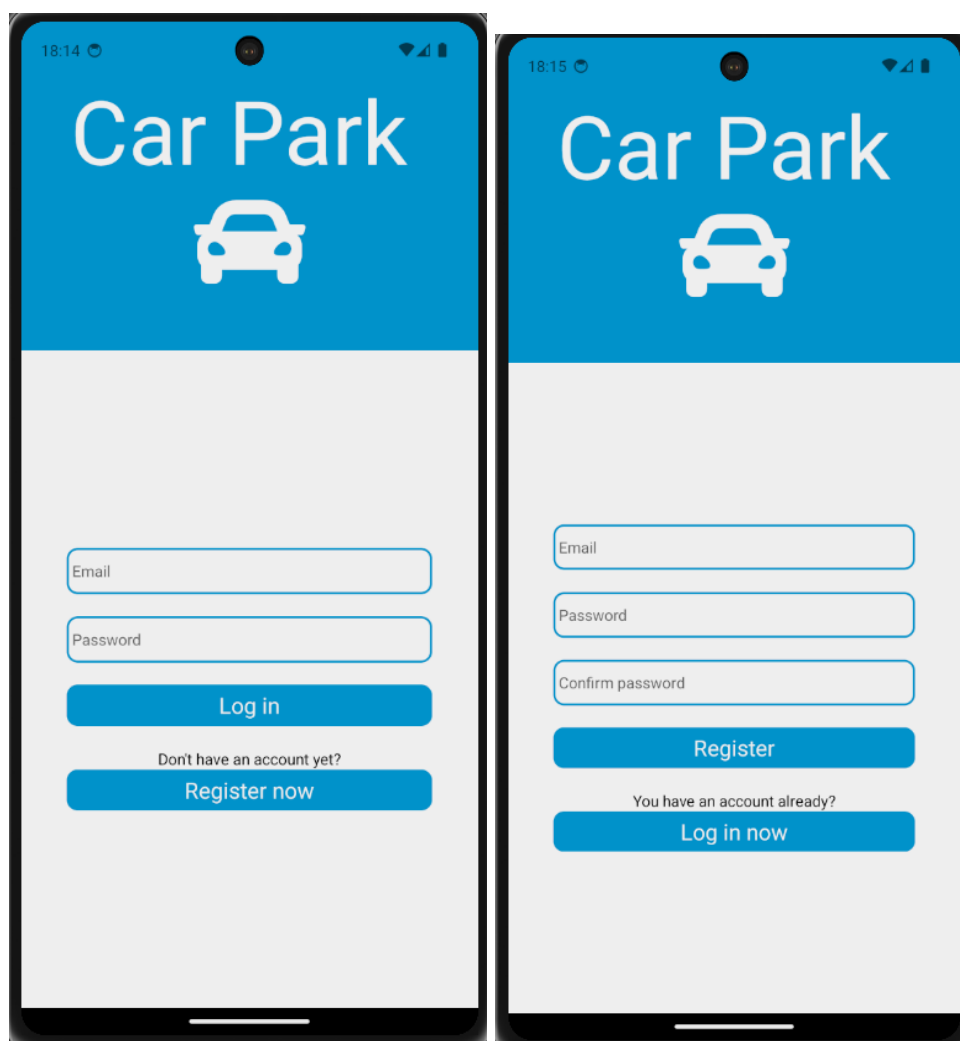 18:14
Car Park
Email
Password
Log in
Don't have an account yet?
Register now
18:15
Car Park
Email
Password
Confirm password
Register
You have an account already?
Log in now